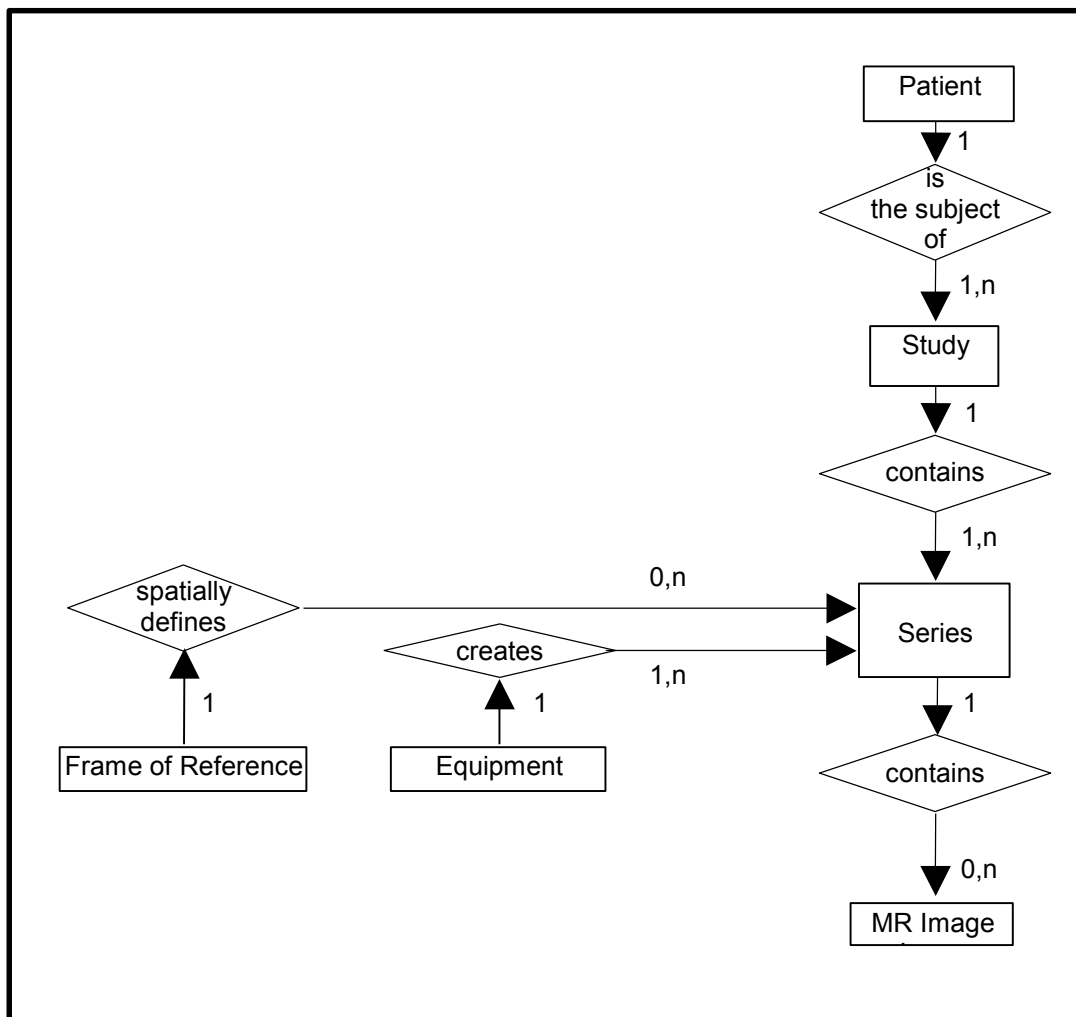 Patient
1
is
the subject
of
1,n
Study
1
contains
1,n
spatially
defines
0,n
Series
creates
1,n
1
1
1
Frame of Reference
Equipment
contains
0,n
MR Image